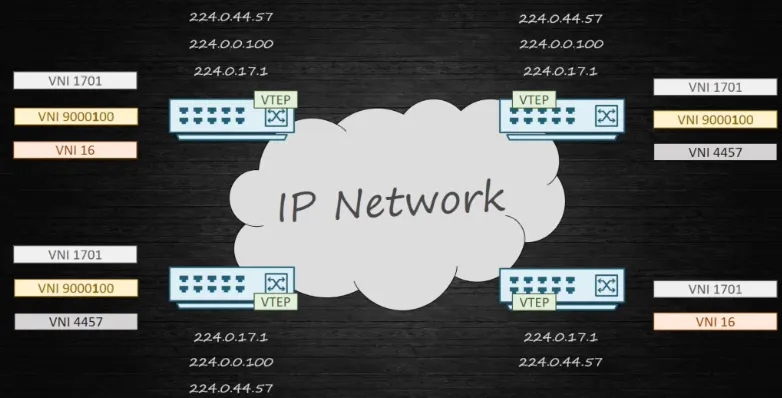 224.0.44.57
224.0.0.100
224.0.17.1
224.0.44.57
224.0.0.100
224.0.17.1
VNI 1701
VNI 9000100
VNI 16
VTEP
VTEP
VNI 1701
VNI 9000100
VNI 4457
IP Network
VNI 1701
VNI 9000100
VNI 4457
VTEP
VTEP
VNI 1701
VNI 16
224.0.17.1
224.0.0.100
224.0.44.57
224.0.17.1
224.0.44.57